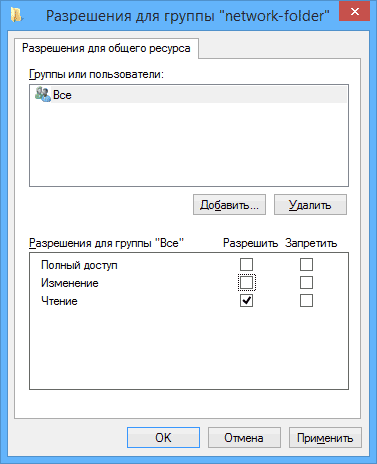 Разрешения для группы "network-folder"
Разрешения для общего ресурса
Группы или пользователи:
Все
Добавить... Удалить
Разрешения для группы "Все" Разрешить Запретить
Полный доступ
Изменение
Чтение
OK Отмена Применить